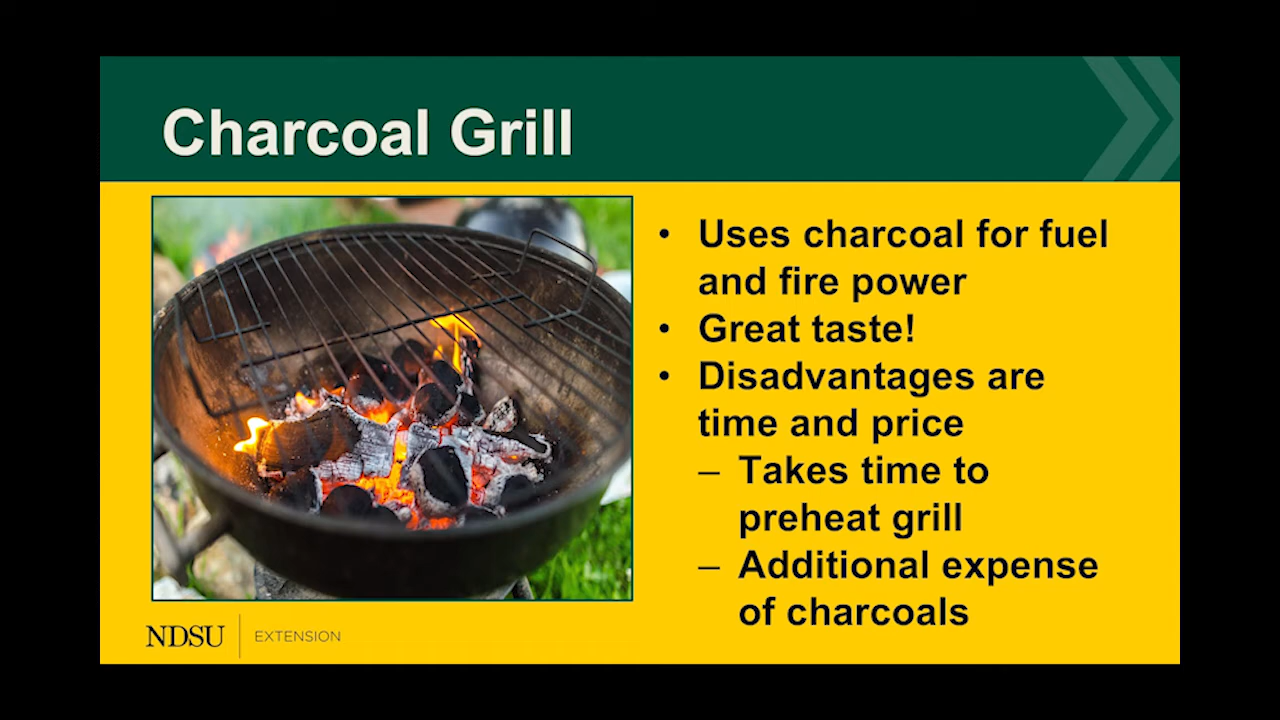 Charcoal Grill
• Uses charcoal for fuel
and fire power
• Great taste!
• Disadvantages are
time and price
– Takes time to
preheat grill
– Additional expense
of charcoals
NDSU EXTENSION